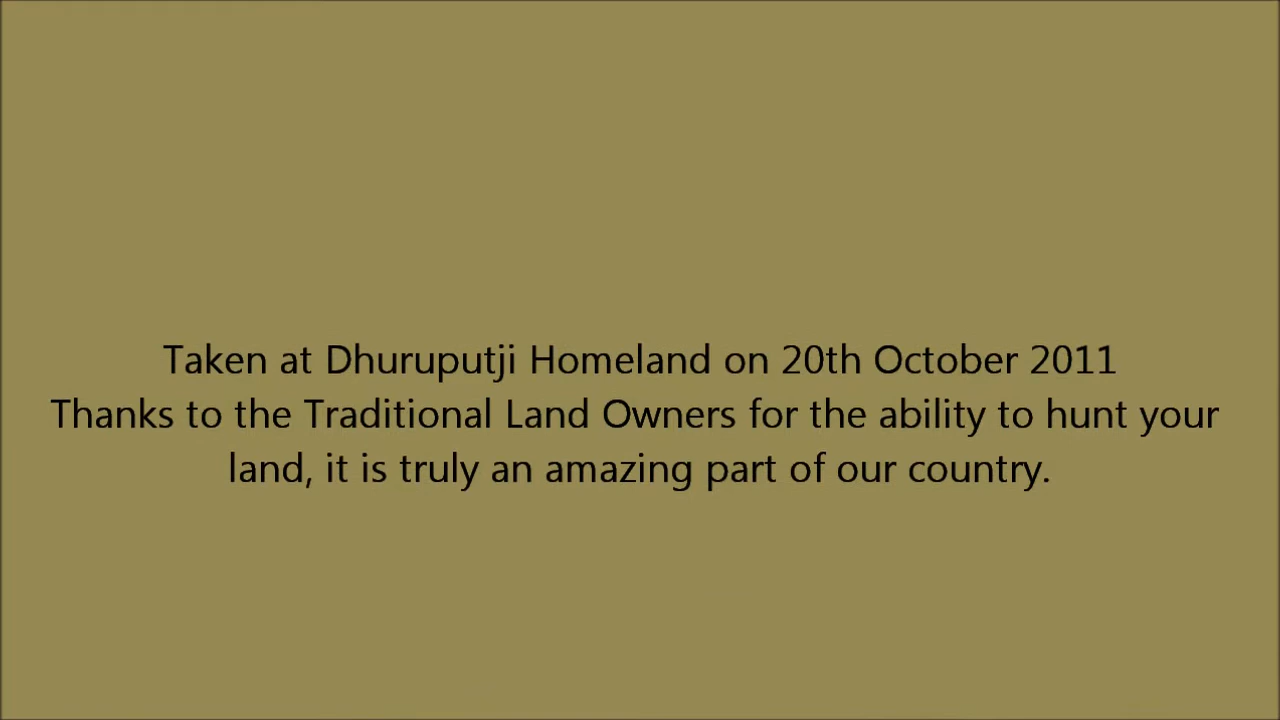 Taken at Dhuruputji Homeland on 20th October 2011
Thanks to the Traditional Land Owners for the ability to hunt your
land, it is truly an amazing part of our country.